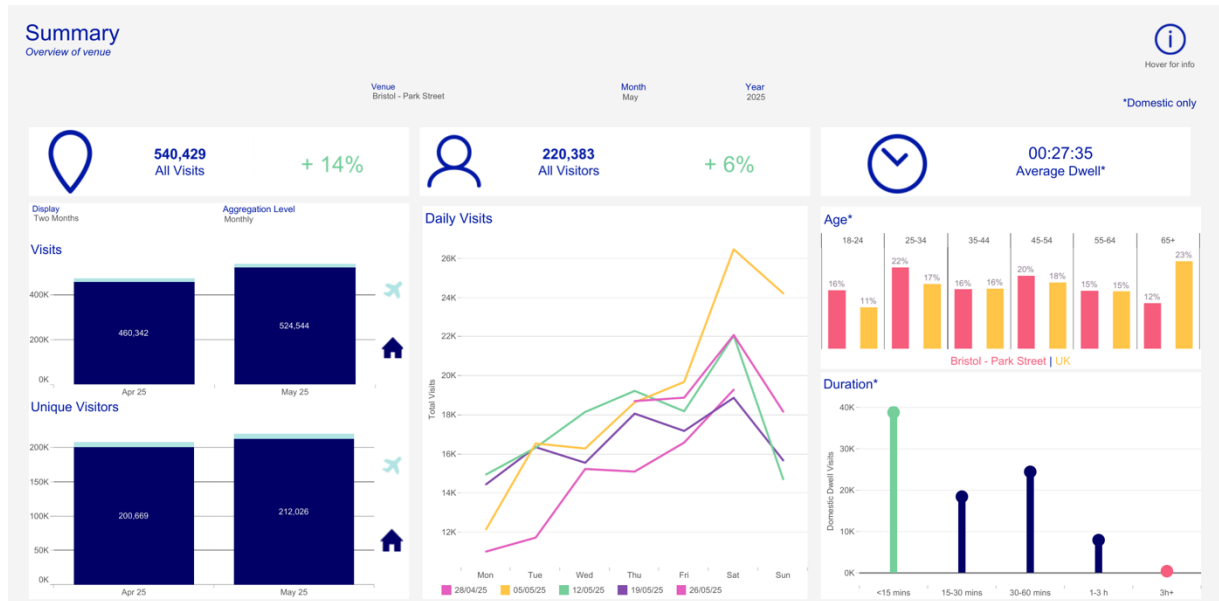 Summary
Overview of venue
Hover for info
Venue
Bristol - Park Street
Month
May
Year
2025
*Domestic only
540,429
All Visits
+ 14%
220,383
All Visitors
+ 6%
00:27:35
Average Dwell*
Display
Two Months
Aggregation Level
Monthly
Visits
400K
200K
0K
460,342
524,544
Apr 25
May 25
Unique Visitors
200K
150K
100K
50K
0K
200,669
212,026
Apr 25
May 25
Daily Visits
Total Visits
26K
24K
22K
20K
18K
16K
14K
12K
Mon Tue Wed Thu Fri Sat Sun
28/04/25 05/05/25 12/05/25 19/05/25 26/05/25
Age*
18-24 25-34 35-44 45-54 55-64 65+
16% 11% 22% 17% 16% 16% 20% 18% 15% 15% 12% 23%
Bristol - Park Street | UK
Duration*
Domestic Dwell Visits
40K
30K
20K
10K
0K
<15 mins 15-30 mins 30-60 mins 1-3 h 3h+